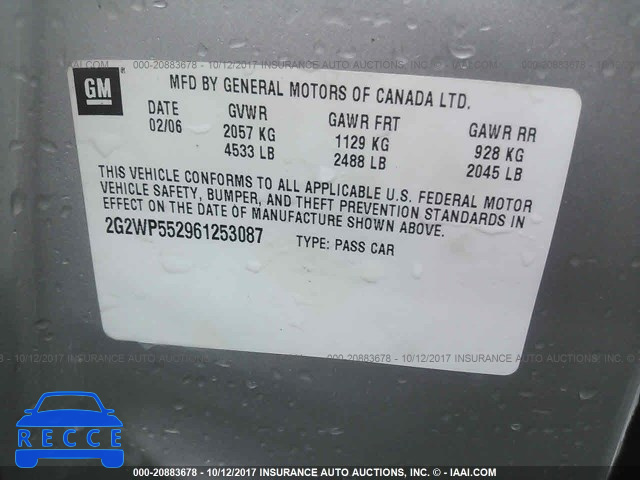 000-20883678 - 10/12/2017 INSURANCE AUTO AUCTIONS - © IAAI.COM
GM
MFD BY GENERAL MOTORS OF CANADA LTD.
DATE GVWR GAWR FRT GAWR RR
02/06 2057 KG 1129 KG 928 KG
4533 LB 2488 LB 2045 LB
THIS VEHICLE CONFORMS TO ALL APPLICABLE U.S. FEDERAL MOTOR
VEHICLE SAFETY, BUMPER, AND THEFT PREVENTION STANDARDS IN
EFFECT ON THE DATE OF MANUFACTURE SHOWN ABOVE.
2G2WP552961253087 TYPE: PASS CAR
000-20883678 - 10/12/2017 INSURANCE AUTO AUCTIONS - © IAAI.COM
RECCE
000-20883678 - 10/12/2017 INSURANCE AUTO AUCTIONS - © IAAI.COM